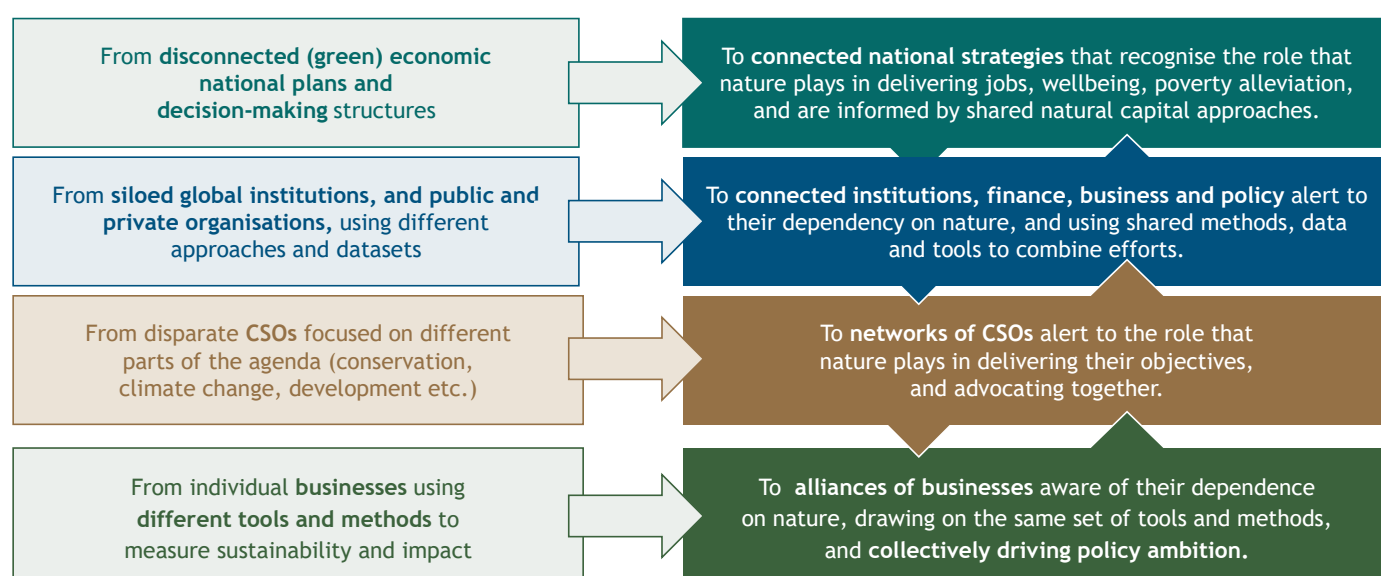 From disconnected (green) economic
national plans and
decision-making structures
To connected national strategies that recognise the role that
nature plays in delivering jobs, wellbeing, poverty alleviation,
and are informed by shared natural capital approaches.
From siloed global institutions, and public and
private organisations, using different
approaches and datasets
To connected institutions, finance, business and policy alert to
their dependency on nature, and using shared methods, data
and tools to combine efforts.
From disparate CSOs focused on different
parts of the agenda (conservation,
climate change, development etc.)
To networks of CSOs alert to the role that
nature plays in delivering their objectives,
and advocating together.
From individual businesses using
different tools and methods to
measure sustainability and impact
To alliances of businesses aware of their dependence
on nature, drawing on the same set of tools and methods,
and collectively driving policy ambition.